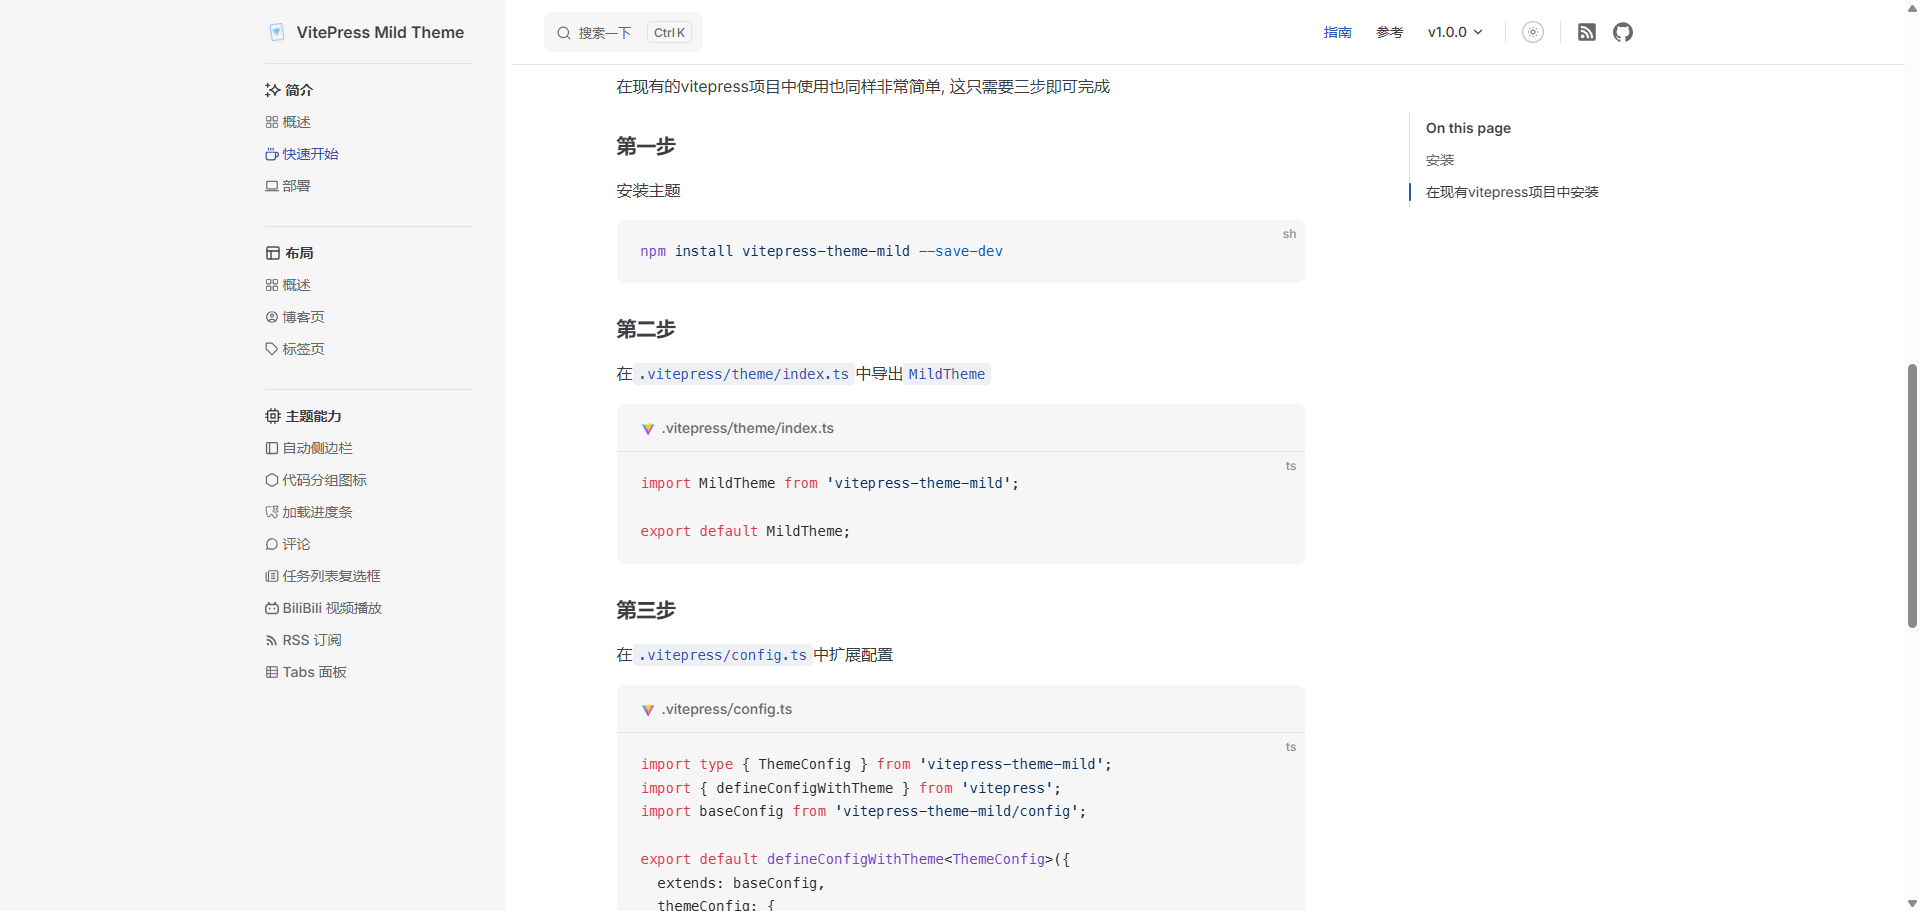 VitePress Mild Theme
搜索一下 Ctrl K
指南 参考 v1.0.0
简介
概述
快速开始
部署
布局
概述
博客页
标签页
主题能力
自动侧边栏
代码分组图标
加载进度条
评论
任务列表复选框
BiliBili 视频播放
RSS 订阅
Tabs 面板
在现有的vitepress项目中使用也同样非常简单, 这只需要三步即可完成
第一步
安装主题
sh
npm install vitepress-theme-mild --save-dev
第二步
在 .vitepress/theme/index.ts 中导出 MildTheme
.vitepress/theme/index.ts
ts
import MildTheme from 'vitepress-theme-mild';
export default MildTheme;
第三步
在 .vitepress/config.ts 中扩展配置
.vitepress/config.ts
ts
import type { ThemeConfig } from 'vitepress-theme-mild';
import { defineConfigWithTheme } from 'vitepress';
import baseConfig from 'vitepress-theme-mild/config';
export default defineConfigWithTheme<ThemeConfig>({
extends: baseConfig,
themeConfig: {
On this page
安装
在现有vitepress项目中安装